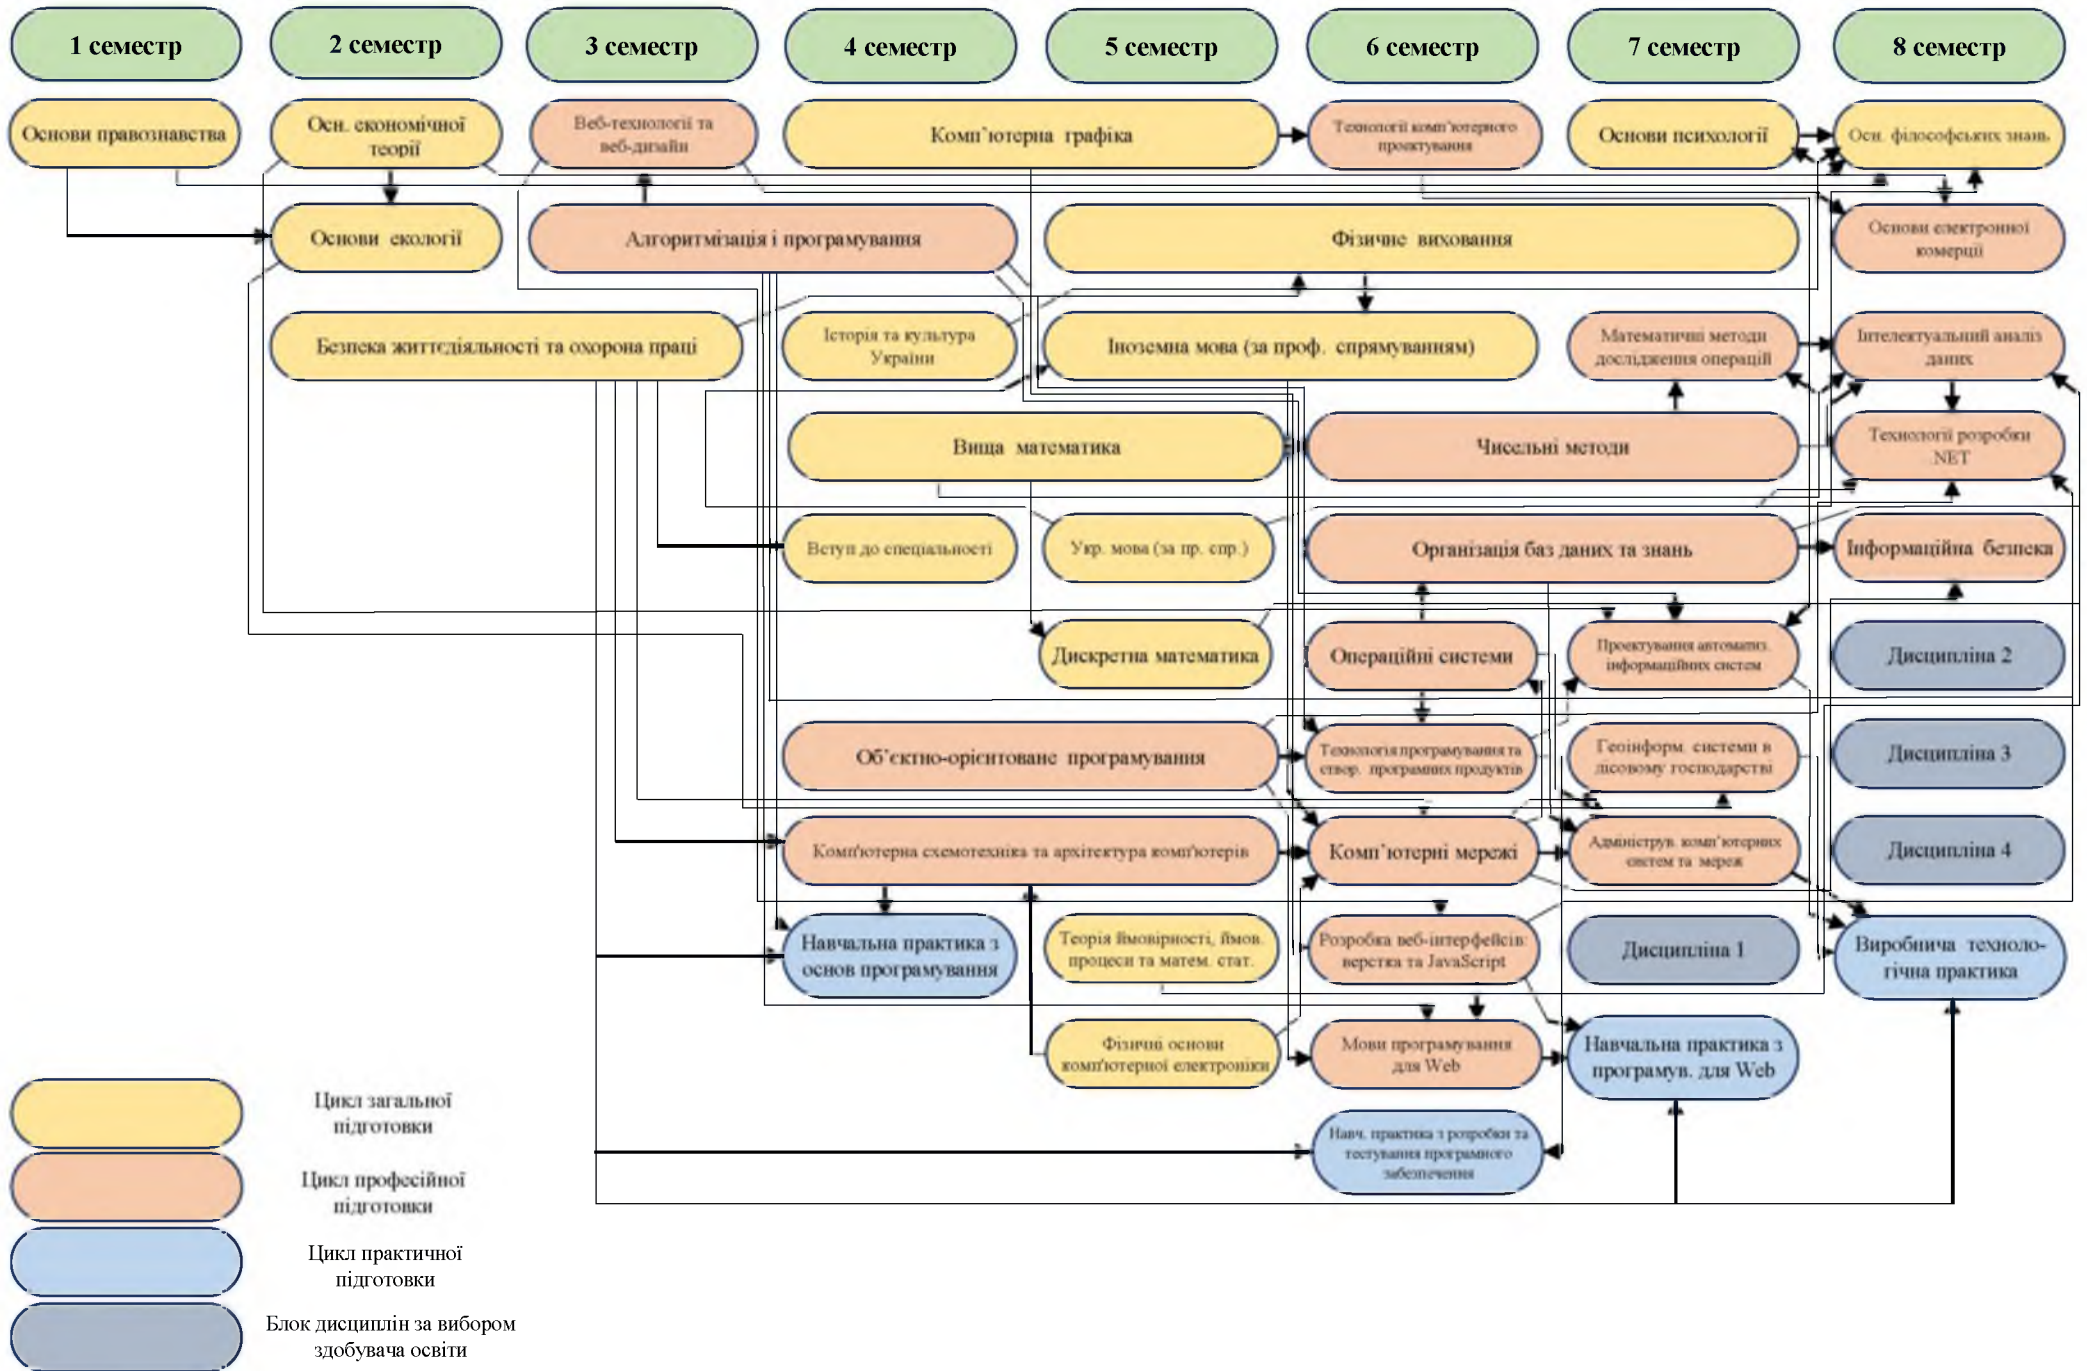 1 семестр
2 семестр
3 семестр
4 семестр
5 семестр
6 семестр
7 семестр
8 семестр
Основи правознавства
Осн. економічної
теорії
Веб-технології та
веб-дизайн
Комп’ютерна графіка
Технології комп’ютерного
проектування
Основи психології
Осн. філософських знань
Основи екології
Алгоритмізація і програмування
Фізичне виховання
Основи електронної
комерції
Безпека життєдіяльності та охорона праці
Історія та культура
України
Іноземна мова (за проф. спрямуванням)
Математичні методи
дослідження операцій
Інтелектуальний аналіз
даних
Вища математика
Чисельні методи
Технології розробки
.NET
Вступ до спеціальності
Укр. мова (за пр. спр.)
Організація баз даних та знань
Інформаційна безпека
Дискретна математика
Операційні системи
Проектування автоматиз.
інформаційних систем
Дисципліна 2
Об’єктно-орієнтоване програмування
Технологія програмування та
створ. програмних продуктів
Геоінформ. системи в
лісовому господарстві
Дисципліна 3
Комп'ютерна схемотехніка та архітектура комп'ютерів
Комп’ютерні мережі
Адмініструв. комп’ютерних
систем та мереж
Дисципліна 4
Навчальна практика з
основ програмування
Теорія ймовірності, ймов.
процеси та матем. стат.
Розробка веб-інтерфейсів:
верстка та JavaScript
Дисципліна 1
Виробнича техноло-
гічна практика
Фізичні основи
комп'ютерної електроніки
Мови програмування
для Web
Навчальна практика з
програмув. для Web
Навч. практика з розробки та
тестування програмного
забезпечення
Цикл загальної
підготовки
Цикл професійної
підготовки
Цикл практичної
підготовки
Блок дисциплін за вибором
здобувача освіти